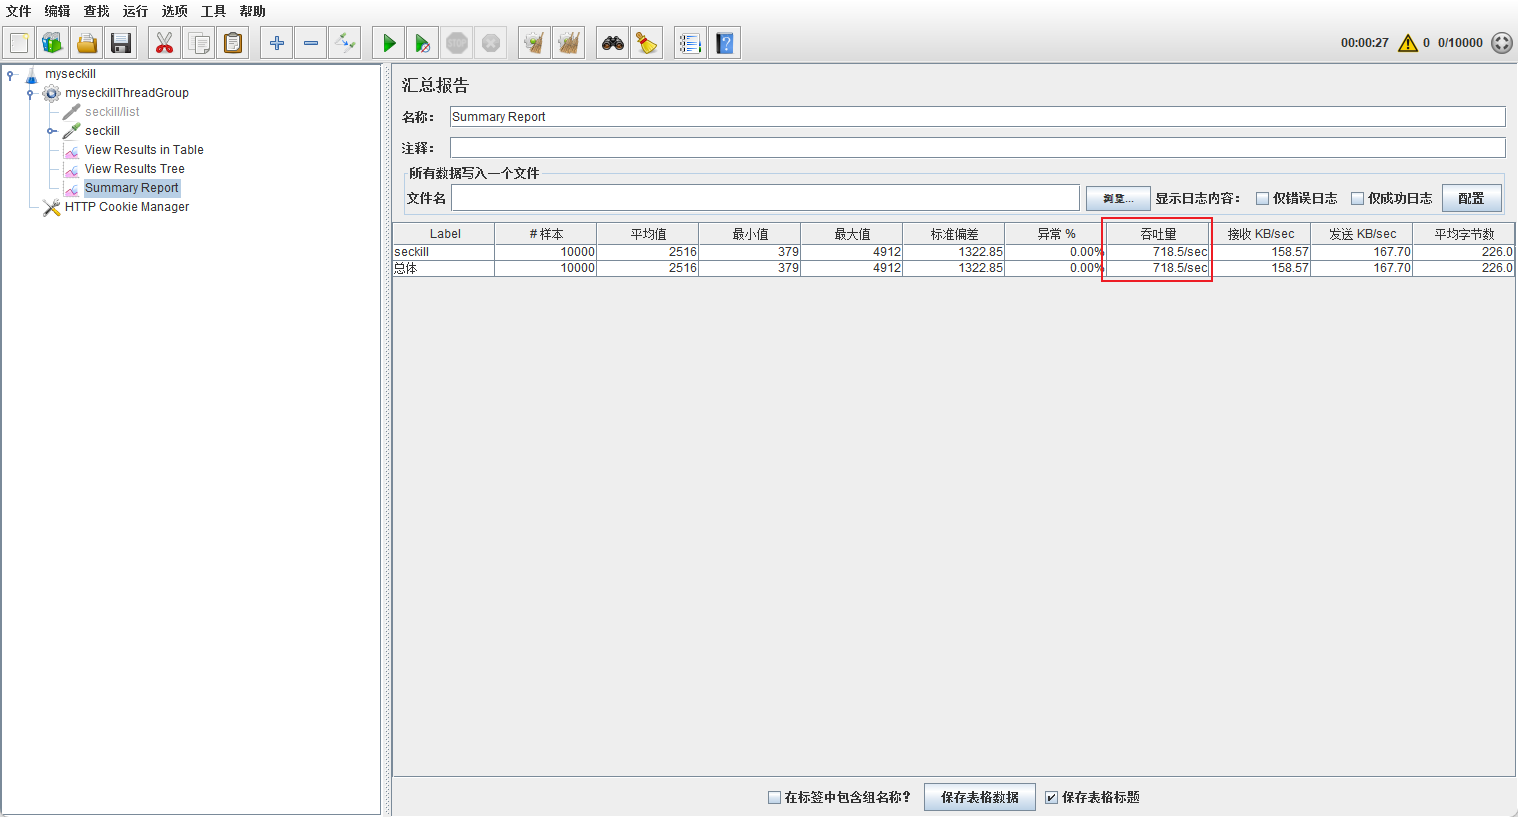 文件 编辑 查找 运行 选项 工具 帮助
STOP
00:00:27 0 0/10000
myseckill
myseckillThreadGroup
seckill/list
seckill
View Results in Table
View Results Tree
Summary Report
HTTP Cookie Manager
汇总报告
名称： Summary Report
注释：
所有数据写入一个文件
文件名 浏览... 显示日志内容： 仅错误日志 仅成功日志 配置
Label # 样本 平均值 最小值 最大值 标准偏差 异常 % 吞吐量 接收 KB/sec 发送 KB/sec 平均字节数
seckill 10000 2516 379 4912 1322.85 0.00% 718.5/sec 158.57 167.70 226.0
总体 10000 2516 379 4912 1322.85 0.00% 718.5/sec 158.57 167.70 226.0
在标签中包含组名称? 保存表格数据 保存表格标题